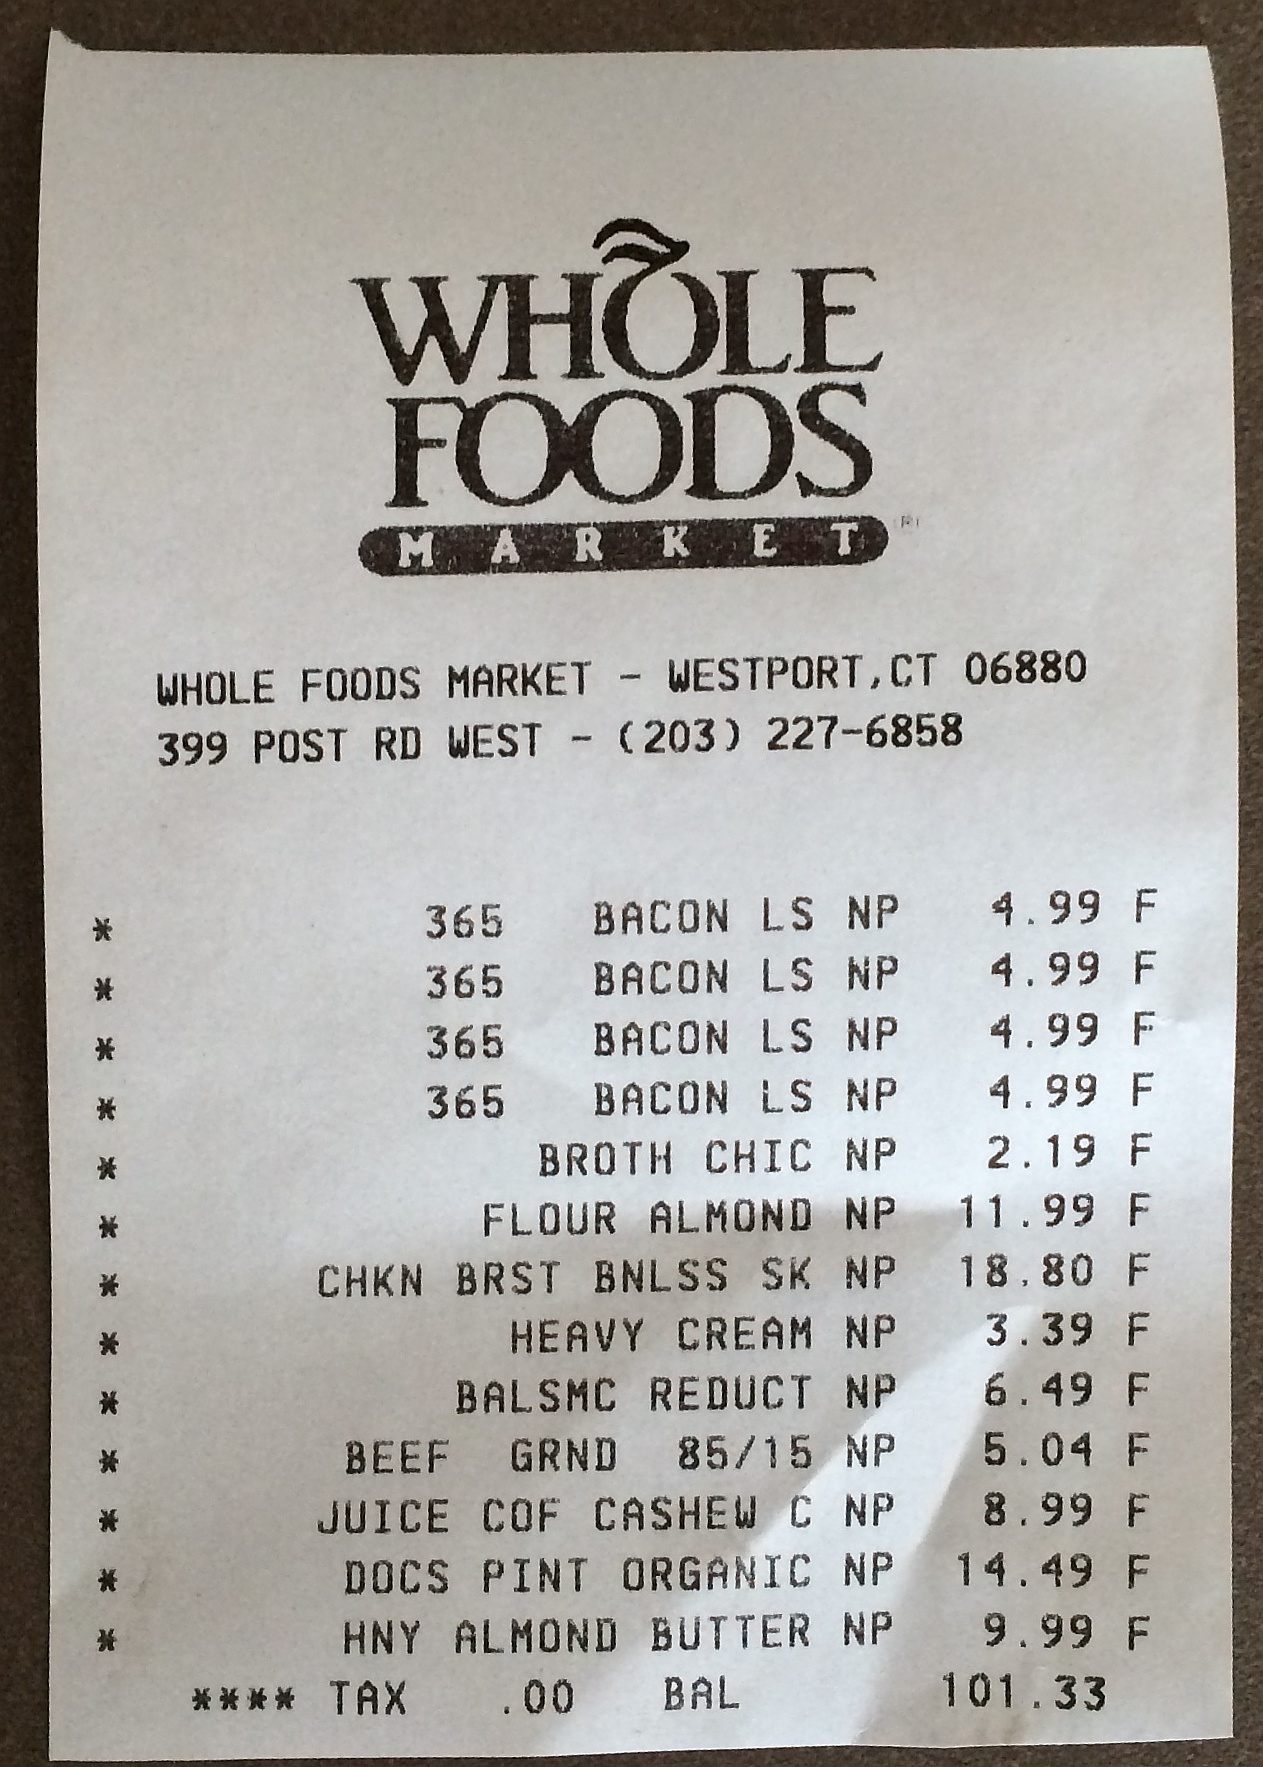 WHOLE
FOODS
MARKET
WHOLE FOODS MARKET - WESTPORT,CT 06880
399 POST RD WEST - (203) 227-6858
* 365 BACON LS NP 4.99 F
* 365 BACON LS NP 4.99 F
* 365 BACON LS NP 4.99 F
* 365 BACON LS NP 4.99 F
* BROTH CHIC NP 2.19 F
* FLOUR ALMOND NP 11.99 F
* CHKN BRST BNLSS SK NP 18.80 F
* HEAVY CREAM NP 3.39 F
* BALSMC REDUCT NP 6.49 F
* BEEF GRND 85/15 NP 5.04 F
* JUICE COF CASHEW C NP 8.99 F
* DOCS PINT ORGANIC NP 14.49 F
* HNY ALMOND BUTTER NP 9.99 F
**** TAX .00 BAL 101.33